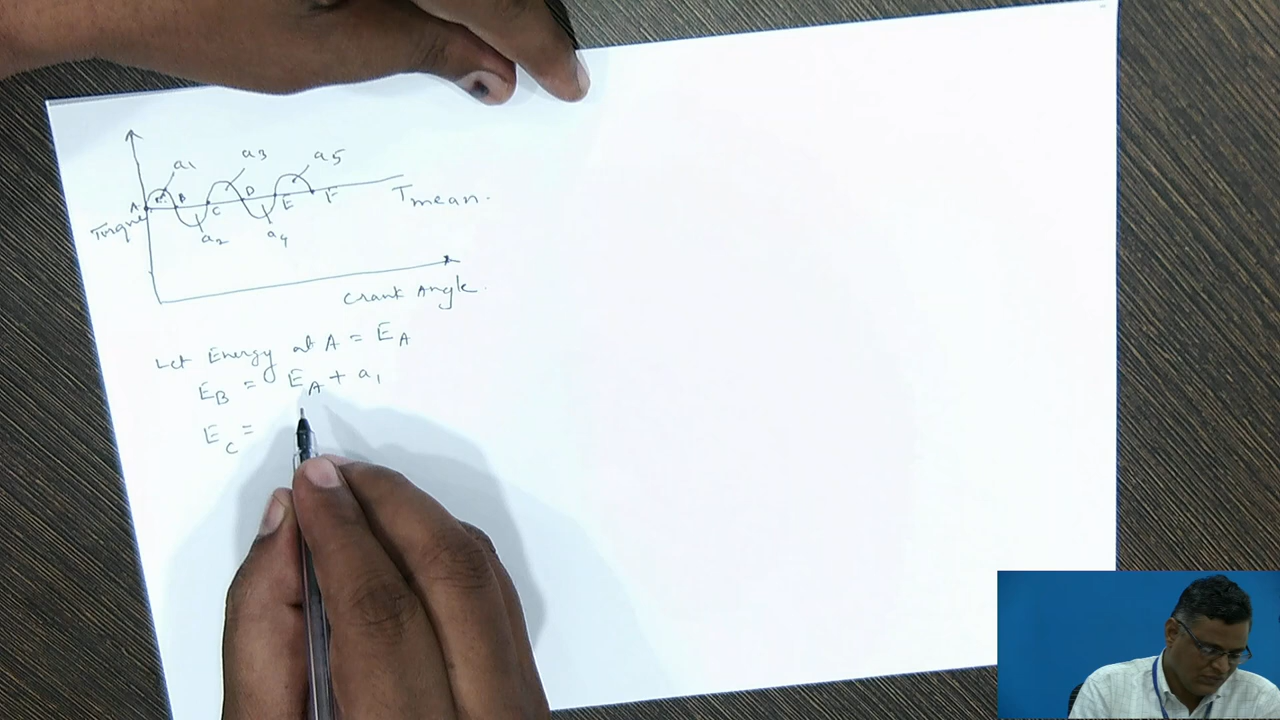 a1 a3 a5
A B C D E F
Tmean.
Torque
a2 a4
Crank Angle.
Let Energy at A = EA
EB = EA + a1
EC =